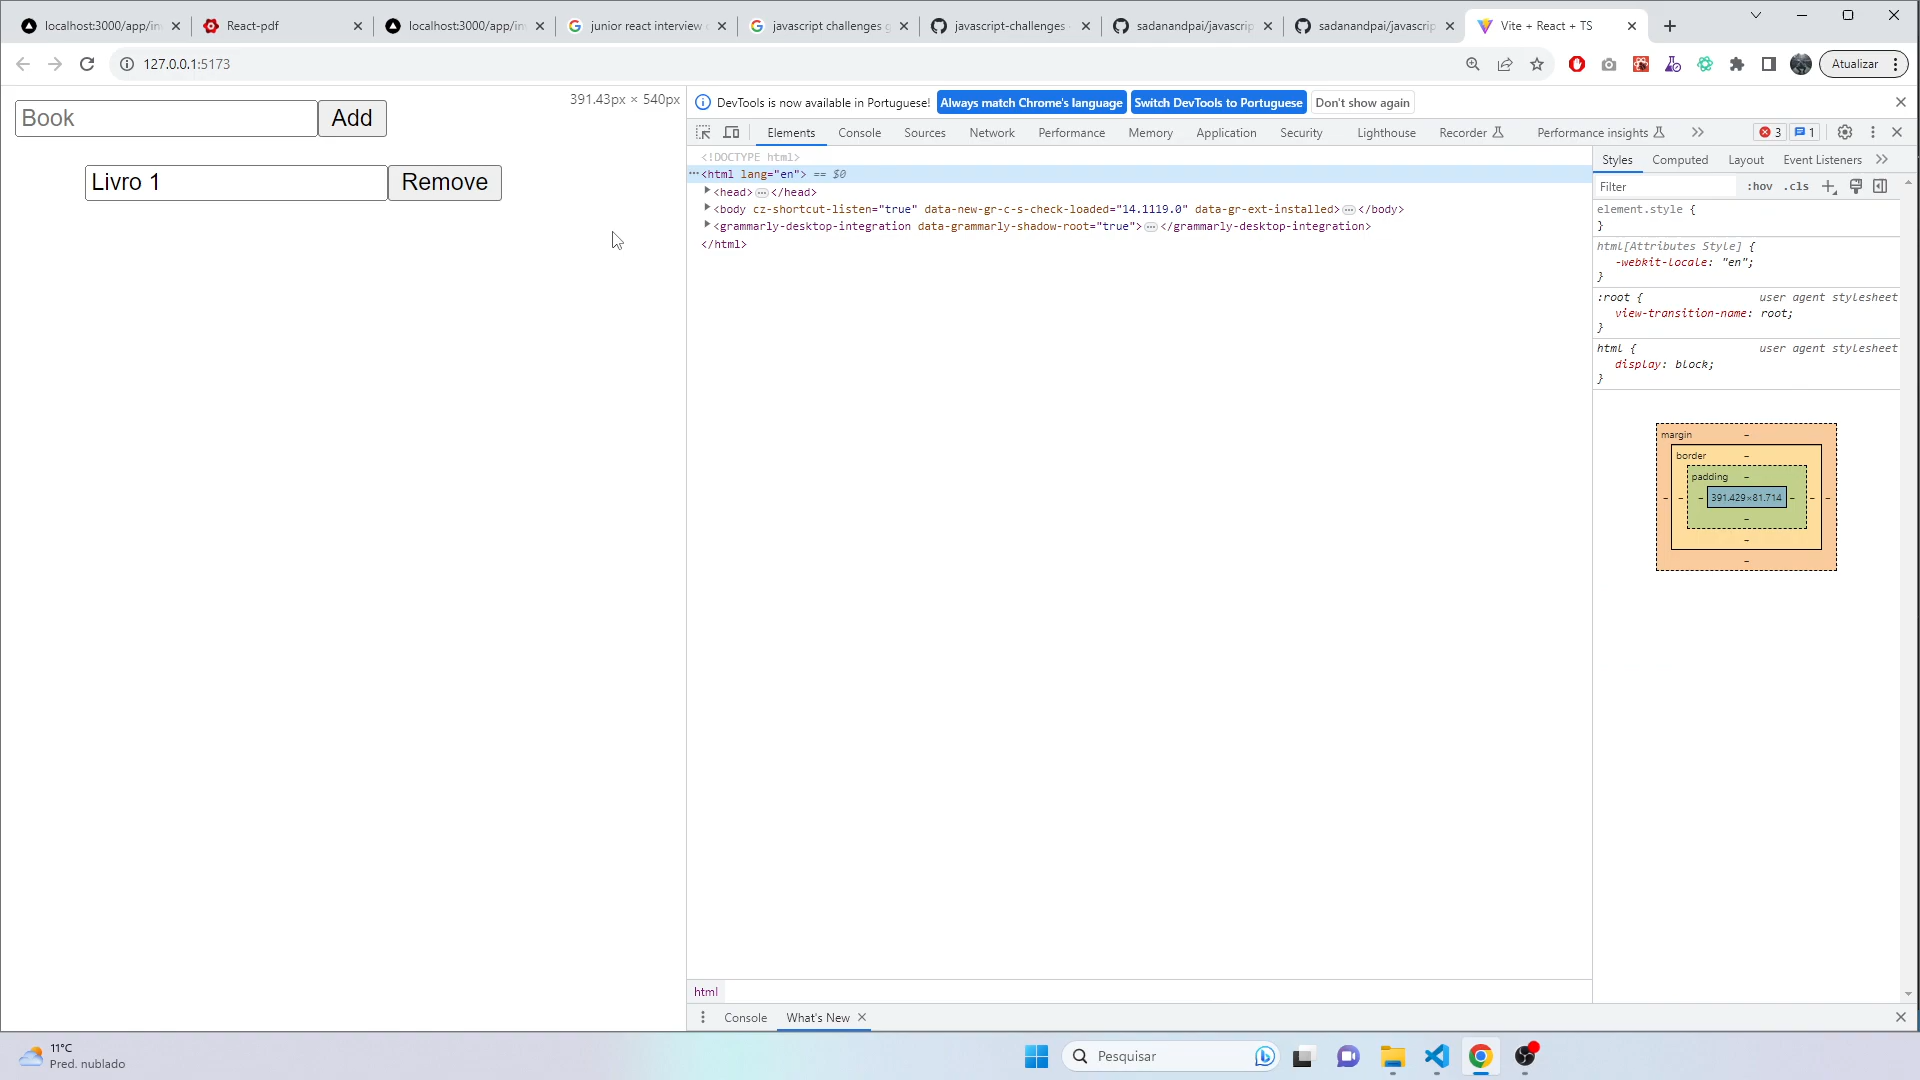 localhost:3000/app/in
React-pdf
localhost:3000/app/in
junior react interview c
javascript challenges g
javascript-challenges
sadanandpai/javascrip
sadanandpai/javascrip
Vite + React + TS
127.0.0.1:5173
Atualizar
Book
Add
391.43px × 540px
Livro 1
Remove
DevTools is now available in Portuguese!
Always match Chrome's language
Switch DevTools to Portuguese
Don't show again
Elements
Console
Sources
Network
Performance
Memory
Application
Security
Lighthouse
Recorder
Performance insights
3
1
<!DOCTYPE html>
<html lang="en"> == $0
<head> … </head>
<body cz-shortcut-listen="true" data-new-gr-c-s-check-loaded="14.1119.0" data-gr-ext-installed> … </body>
<grammarly-desktop-integration data-grammarly-shadow-root="true"> … </grammarly-desktop-integration>
</html>
Styles
Computed
Layout
Event Listeners
Filter
:hov
.cls
element.style {
}
html[Attributes Style] {
-webkit-locale: "en";
}
:root {
user agent stylesheet
view-transition-name: root;
}
html {
user agent stylesheet
display: block;
}
margin
border
padding
391.429×81.714
html
Console
What's New
11°C
Pred. nublado
Pesquisar